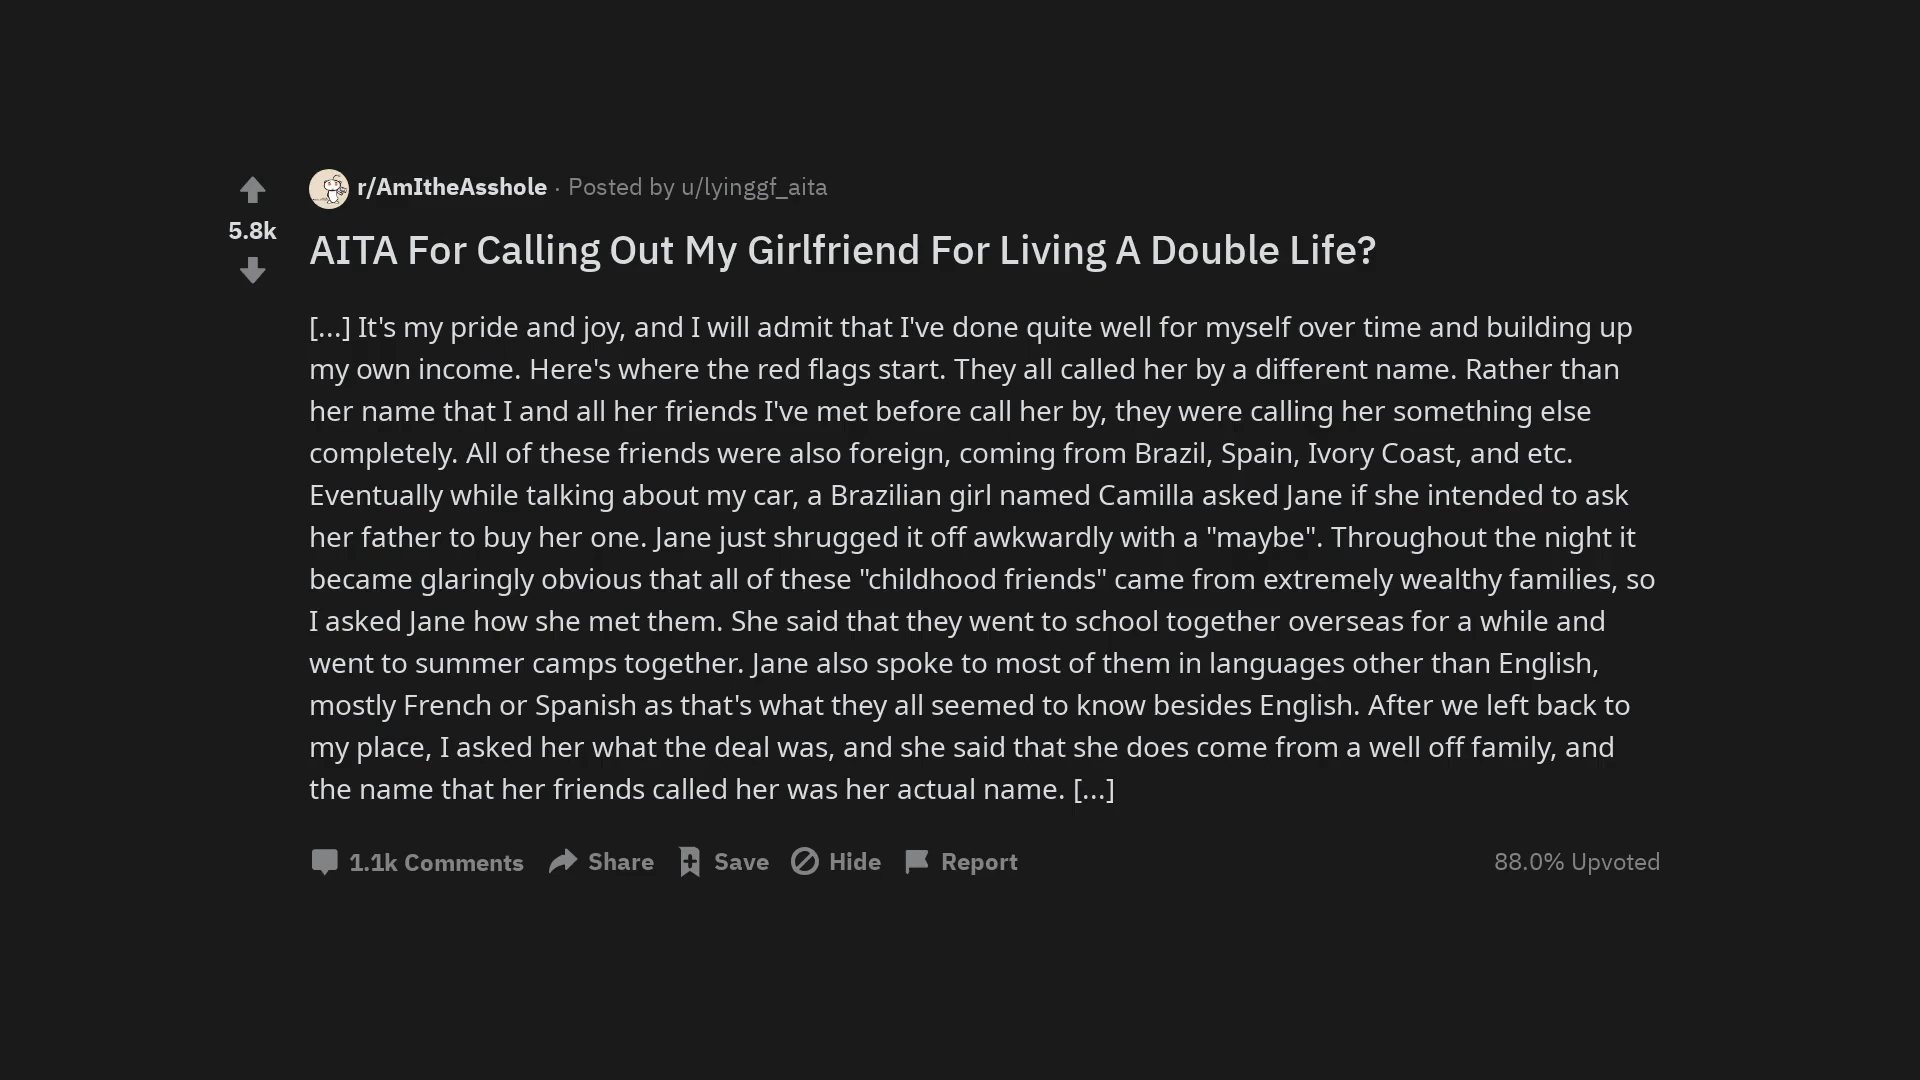 r/AmItheAsshole · Posted by u/lyinggf_aita
5.8k
AITA For Calling Out My Girlfriend For Living A Double Life?
[...] It's my pride and joy, and I will admit that I've done quite well for myself over time and building up
my own income. Here's where the red flags start. They all called her by a different name. Rather than
her name that I and all her friends I've met before call her by, they were calling her something else
completely. All of these friends were also foreign, coming from Brazil, Spain, Ivory Coast, and etc.
Eventually while talking about my car, a Brazilian girl named Camilla asked Jane if she intended to ask
her father to buy her one. Jane just shrugged it off awkwardly with a "maybe". Throughout the night it
became glaringly obvious that all of these "childhood friends" came from extremely wealthy families, so
I asked Jane how she met them. She said that they went to school together overseas for a while and
went to summer camps together. Jane also spoke to most of them in languages other than English,
mostly French or Spanish as that's what they all seemed to know besides English. After we left back to
my place, I asked her what the deal was, and she said that she does come from a well off family, and
the name that her friends called her was her actual name. [...]
1.1k Comments Share Save Hide Report 88.0% Upvoted